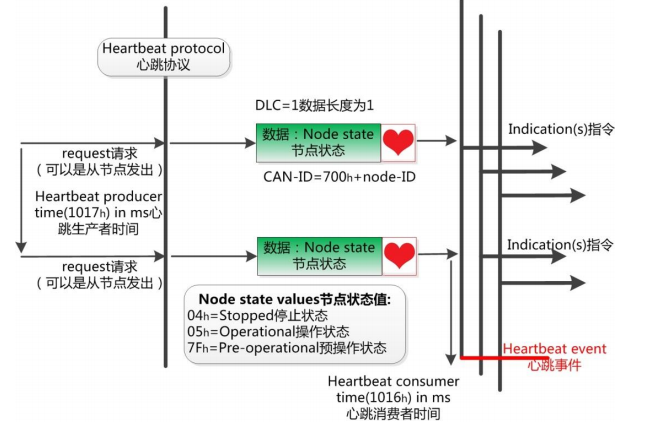 Heartbeat protocol
心跳协议
DLC=1数据长度为1
数据：Node state
节点状态
CAN-ID=700h+node-ID
Indication(s)指令
request请求
（可以是从节点发出）
Heartbeat producer
time(1017h) in ms心
跳生产者时间
数据：Node state
节点状态
Indication(s)指令
request请求
（可以是从节点发出）
Node state values节点状态值:
04h=Stopped停止状态
05h=Operational操作状态
7Fh=Pre-operational预操作状态
Heartbeat event
心跳事件
Heartbeat consumer
time(1016h) in ms
心跳消费者时间